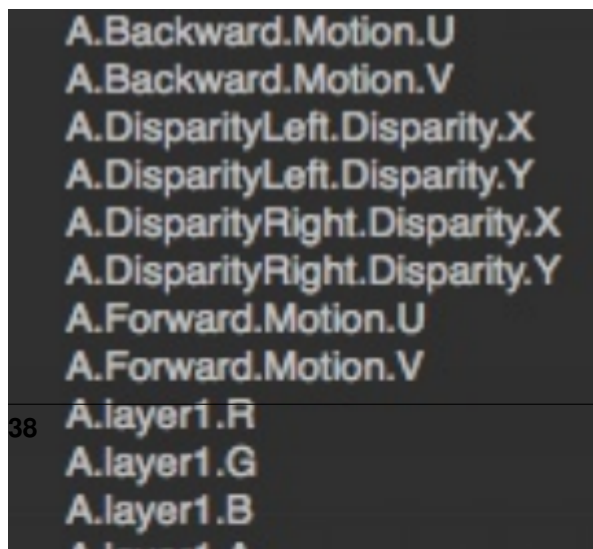 A.Backward.Motion.U
A.Backward.Motion.V
A.DisparityLeft.Disparity.X
A.DisparityLeft.Disparity.Y
A.DisparityRight.Disparity.X
A.DisparityRight.Disparity.Y
A.Forward.Motion.U
A.Forward.Motion.V
A.layer1.R
38
A.layer1.G
A.layer1.B